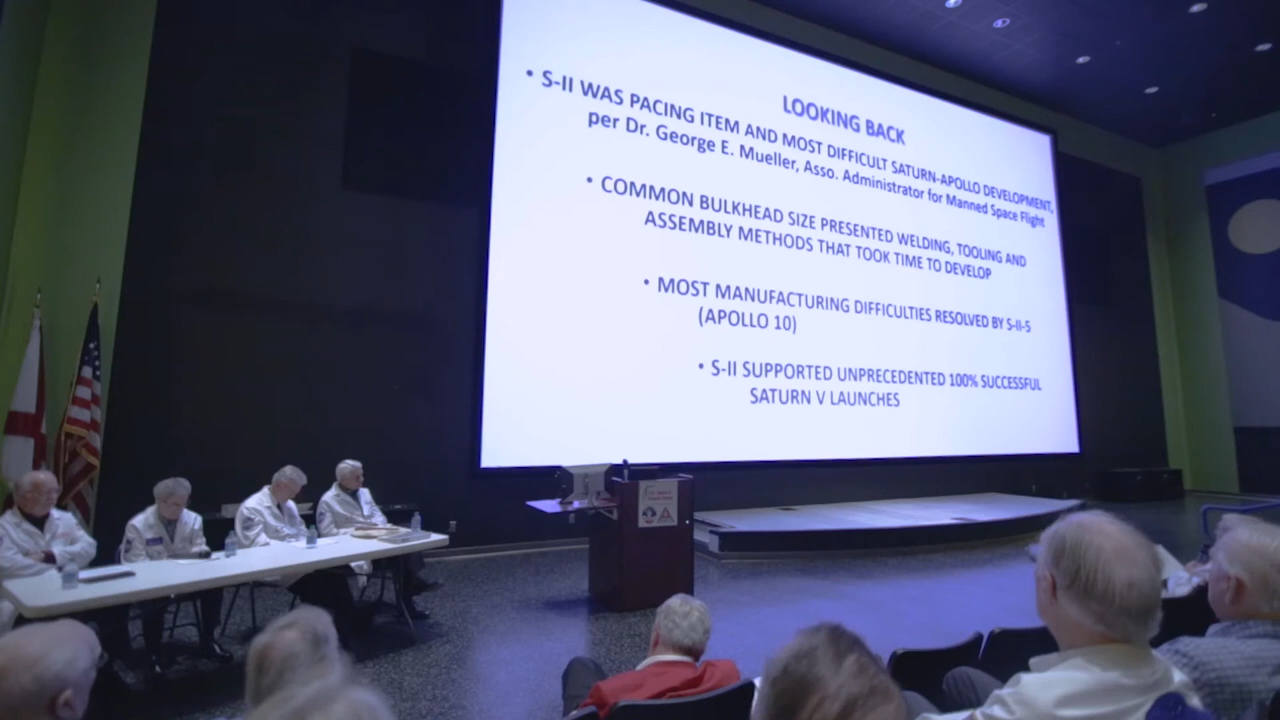 LOOKING BACK
• S-II WAS PACING ITEM AND MOST DIFFICULT SATURN-APOLLO DEVELOPMENT,
per Dr. George E. Mueller, Asso. Administrator for Manned Space Flight
• COMMON BULKHEAD SIZE PRESENTED WELDING, TOOLING AND
ASSEMBLY METHODS THAT TOOK TIME TO DEVELOP
• MOST MANUFACTURING DIFFICULTIES RESOLVED BY S-II-5
(APOLLO 10)
• S-II SUPPORTED UNPRECEDENTED 100% SUCCESSFUL
SATURN V LAUNCHES